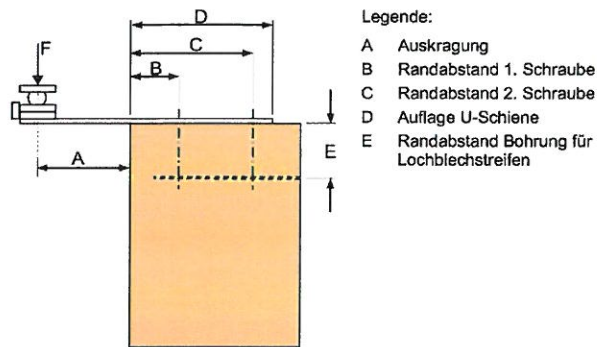 D
C
B
F
A
E
Legende:
A Auskragung
B Randabstand 1. Schraube
C Randabstand 2. Schraube
D Auflage U-Schiene
E Randabstand Bohrung für
Lochblechstreifen